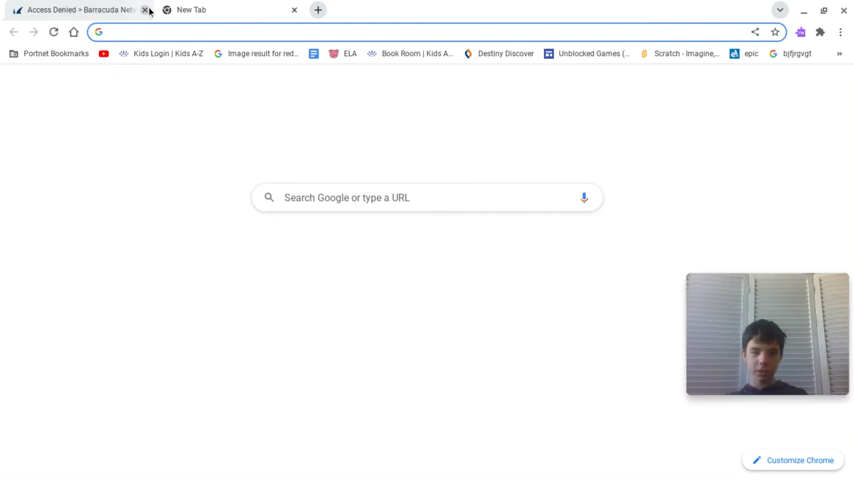 Access Denied > Barracuda Netw
New Tab
Portnet Bookmarks
Kids Login | Kids A-Z
Image result for red...
ELA
Book Room | Kids A...
Destiny Discover
Unblocked Games (...
Scratch - Imagine,...
epic
bjfjrgvgt
»
Search Google or type a URL
Customize Chrome